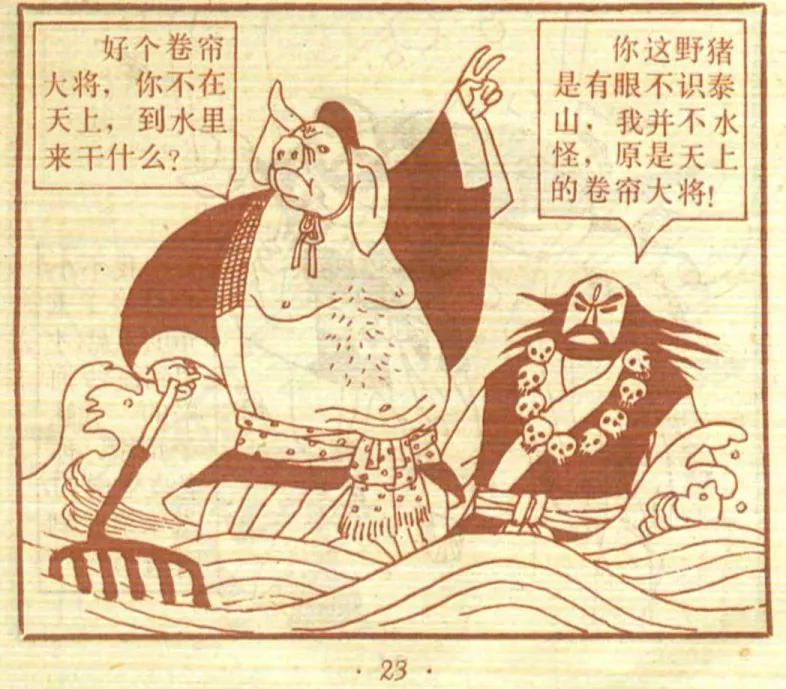 好个卷帘
大将，你不在
天上，到水里
来干什么?
你这野猪
是有眼不识泰
山，我并不水
怪，原是天上
的卷帘大将!
· 23 ·